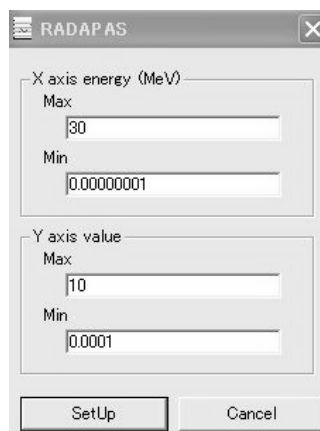 RADAPAS
X axis energy (MeV)
Max
30
Min
0.00000001
Y axis value
Max
10
Min
0.0001
SetUp Cancel